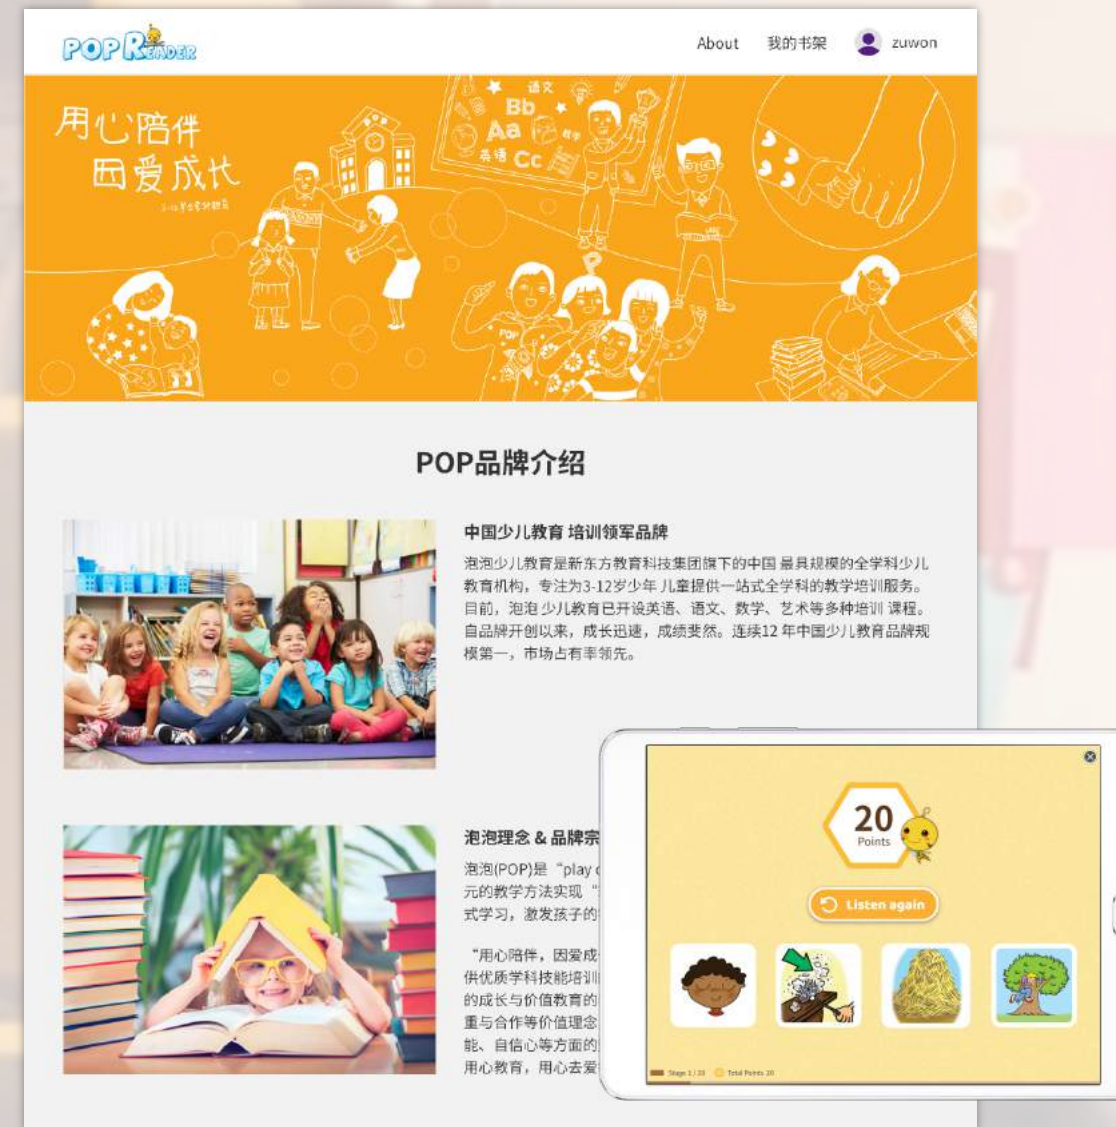 POP READER
About 我的书架 zuwon
用心陪伴
因爱成长
语文
Bb
Aa
数学
英语 Cc
POP
P
POP
POP品牌介绍
中国少儿教育 培训领军品牌
泡泡少儿教育是新东方教育科技集团旗下的中国 最具规模的全学科少儿
教育机构，专注为3-12岁少年 儿童提供一站式全学科的教学培训服务。
目前，泡泡 少儿教育已开设英语、语文、数学、艺术等多种培训 课程。
自品牌开创以来，成长迅速，成绩斐然。连续12 年中国少儿教育品牌规
模第一，市场占有率领先。
泡泡理念 & 品牌宗
泡泡(POP)是“play
元的教学方法实现“
式学习，激发孩子的
“用心陪伴，因爱成
供优质学科技能培训
的成长与价值教育的
重与合作等价值理念
能、自信心等方面的
用心教育，用心去爱
20
Points
Listen again
Stage 1 / 20 Total Points 20